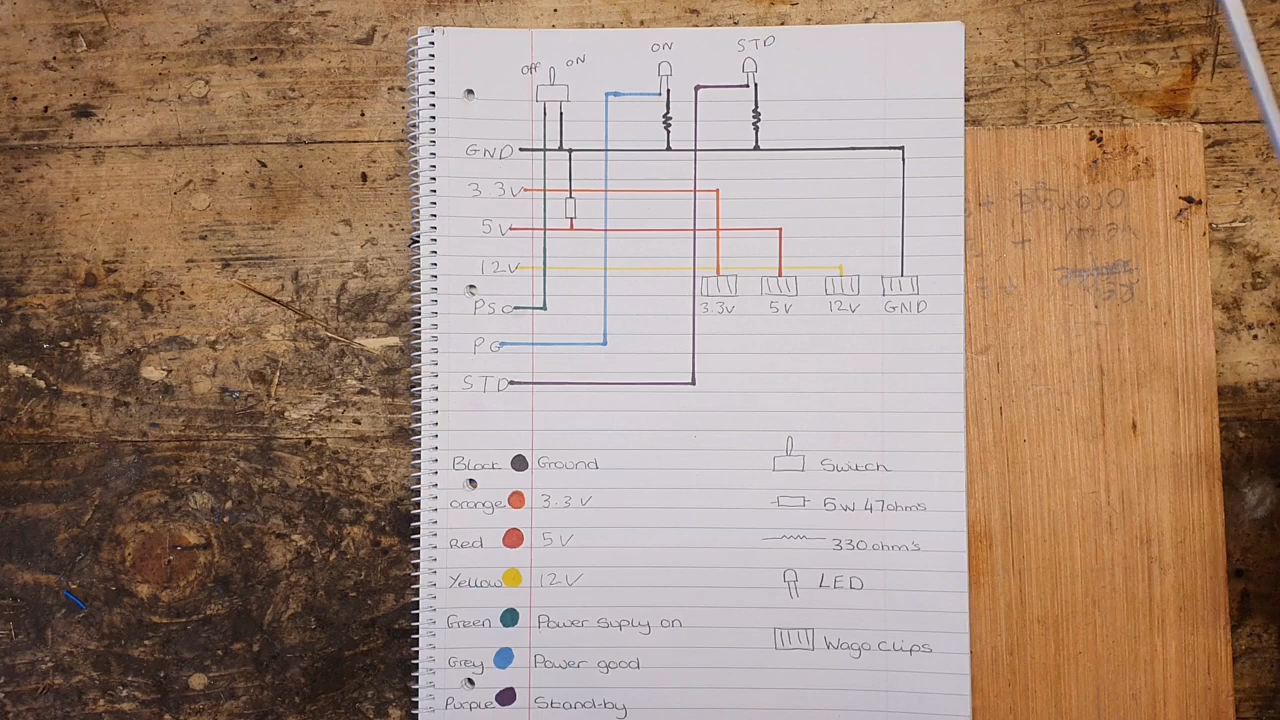 Off ON
ON
STD
GND
3.3V
5V
12V
PSO
PG
STD
3.3V 5V 12V GND
Black Ground
orange 3.3V
Red 5V
Yellow 12V
Green Power Suply on
Grey Power good
Purple Stand-by
Switch
5w 47ohms
330 ohm's
LED
Wago Clips
Orange